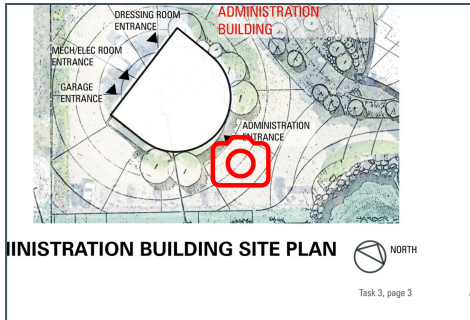 DRESSING ROOM
ENTRANCE
ADMINISTRATION
BUILDING
MECH/ELEC ROOM
ENTRANCE
GARAGE
ENTRANCE
ADMINISTRATION
ENTRANCE
INISTRATION BUILDING SITE PLAN
NORTH
Task 3, page 3